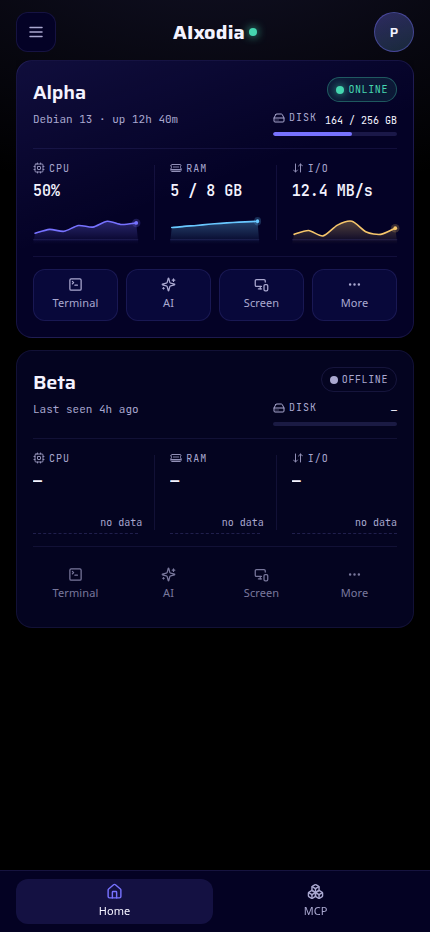 AIxodia
P
Alpha
ONLINE
Debian 13 · up 12h 40m
DISK 164 / 256 GB
CPU
50%
RAM
5 / 8 GB
I/O
12.4 MB/s
Terminal
AI
Screen
More
Beta
OFFLINE
Last seen 4h ago
DISK –
CPU
–
no data
RAM
–
no data
I/O
–
no data
Terminal
AI
Screen
More
Home
MCP